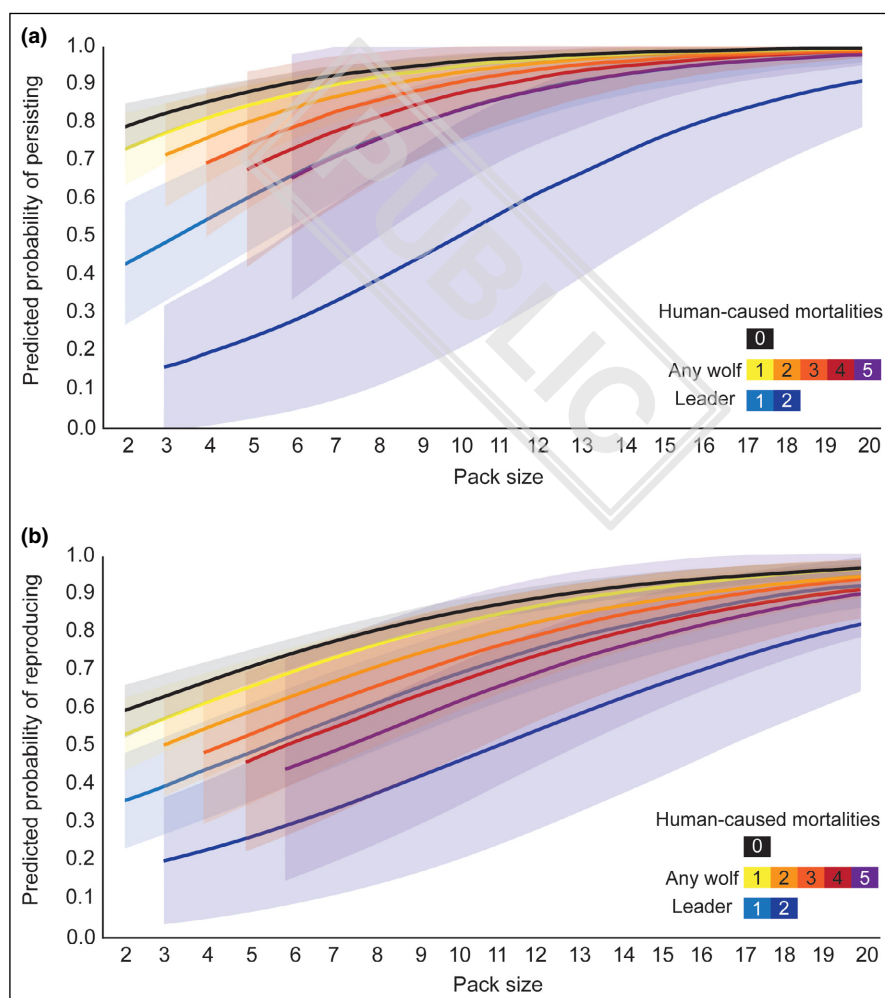 (a)
Predicted probability of persisting
1.0
0.9
0.8
0.7
0.6
0.5
0.4
0.3
0.2
0.1
0.0
2 3 4 5 6 7 8 9 10 11 12 13 14 15 16 17 18 19 20
Pack size
PUBLIC
Human-caused mortalities
0
Any wolf 1 2 3 4 5
Leader 1 2
(b)
Predicted probability of reproducing
1.0
0.9
0.8
0.7
0.6
0.5
0.4
0.3
0.2
0.1
0.0
2 3 4 5 6 7 8 9 10 11 12 13 14 15 16 17 18 19 20
Pack size
Human-caused mortalities
0
Any wolf 1 2 3 4 5
Leader 1 2